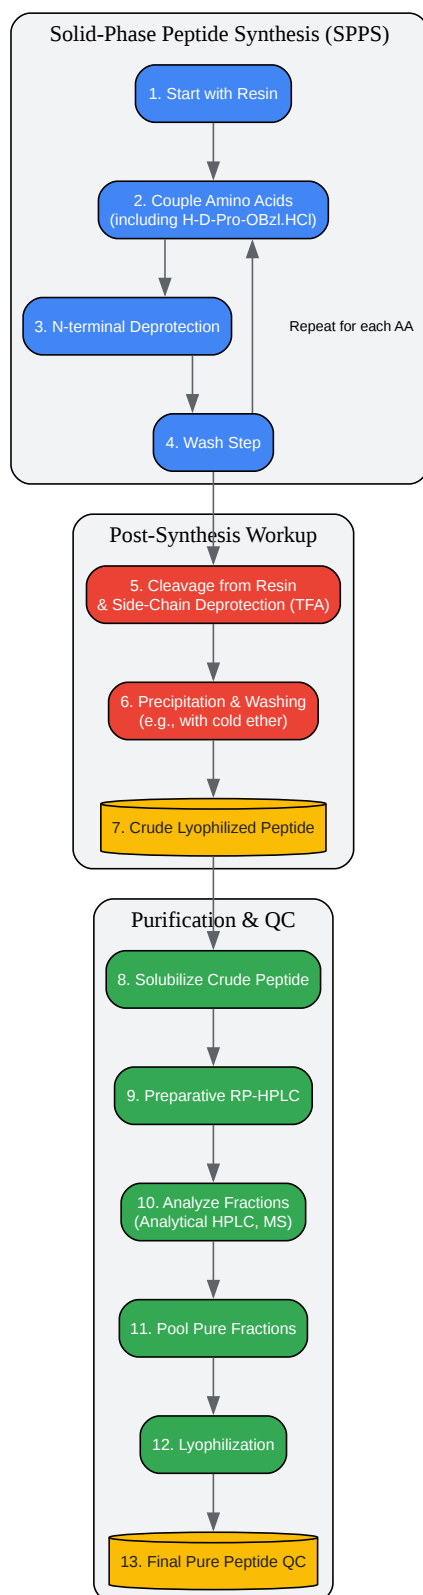 Solid-Phase Peptide Synthesis (SPPS)
1. Start with Resin
2. Couple Amino Acids
(including H-D-Pro-OBzl.HCl)
3. N-terminal Deprotection
Repeat for each AA
4. Wash Step
Post-Synthesis Workup
5. Cleavage from Resin
& Side-Chain Deprotection (TFA)
6. Precipitation & Washing
(e.g., with cold ether)
7. Crude Lyophilized Peptide
Purification & QC
8. Solubilize Crude Peptide
9. Preparative RP-HPLC
10. Analyze Fractions
(Analytical HPLC, MS)
11. Pool Pure Fractions
12. Lyophilization
13. Final Pure Peptide QC